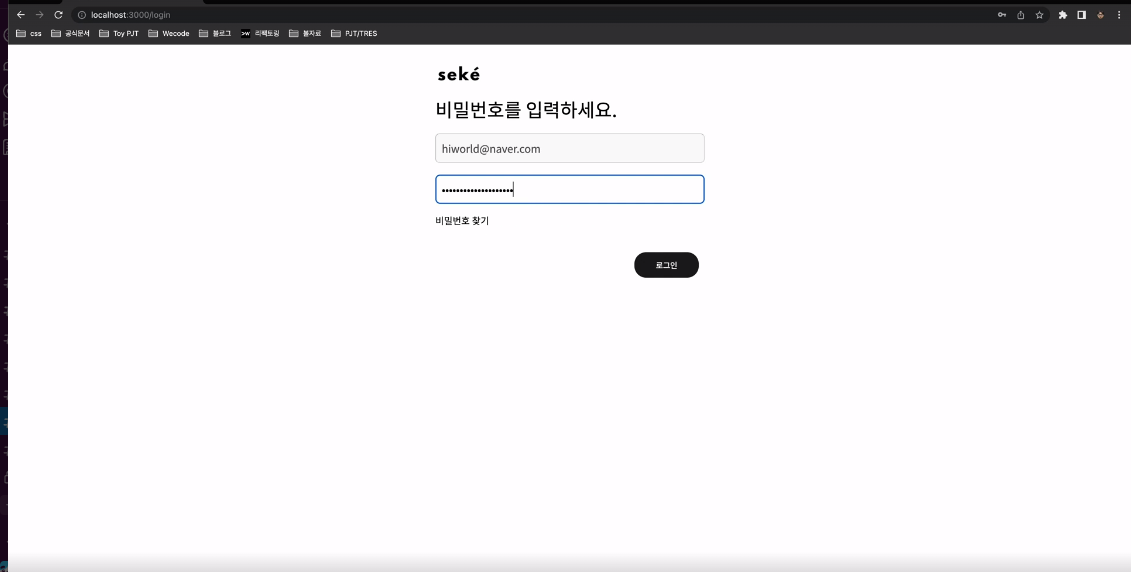 localhost:3000/login
css 공식문서 Toy PJT Wecode 블로그 리팩토링 볼자료 PJT/TRES
seké
비밀번호를 입력하세요.
hiworld@naver.com
비밀번호 찾기
로그인